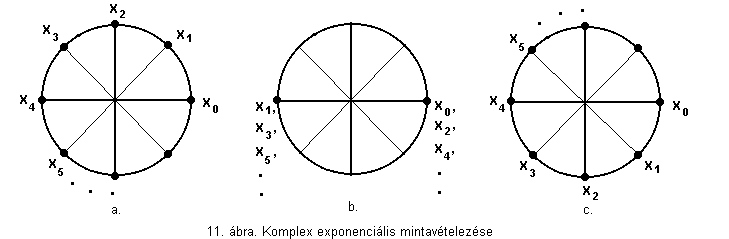 X2
X3
X1
X4
X0
X5
a.
X1,
X3,
X5,
X0,
X2,
X4,
b.
X5
X4
X0
X3
X1
X2
c.
11. ábra. Komplex exponenciális mintavételezése